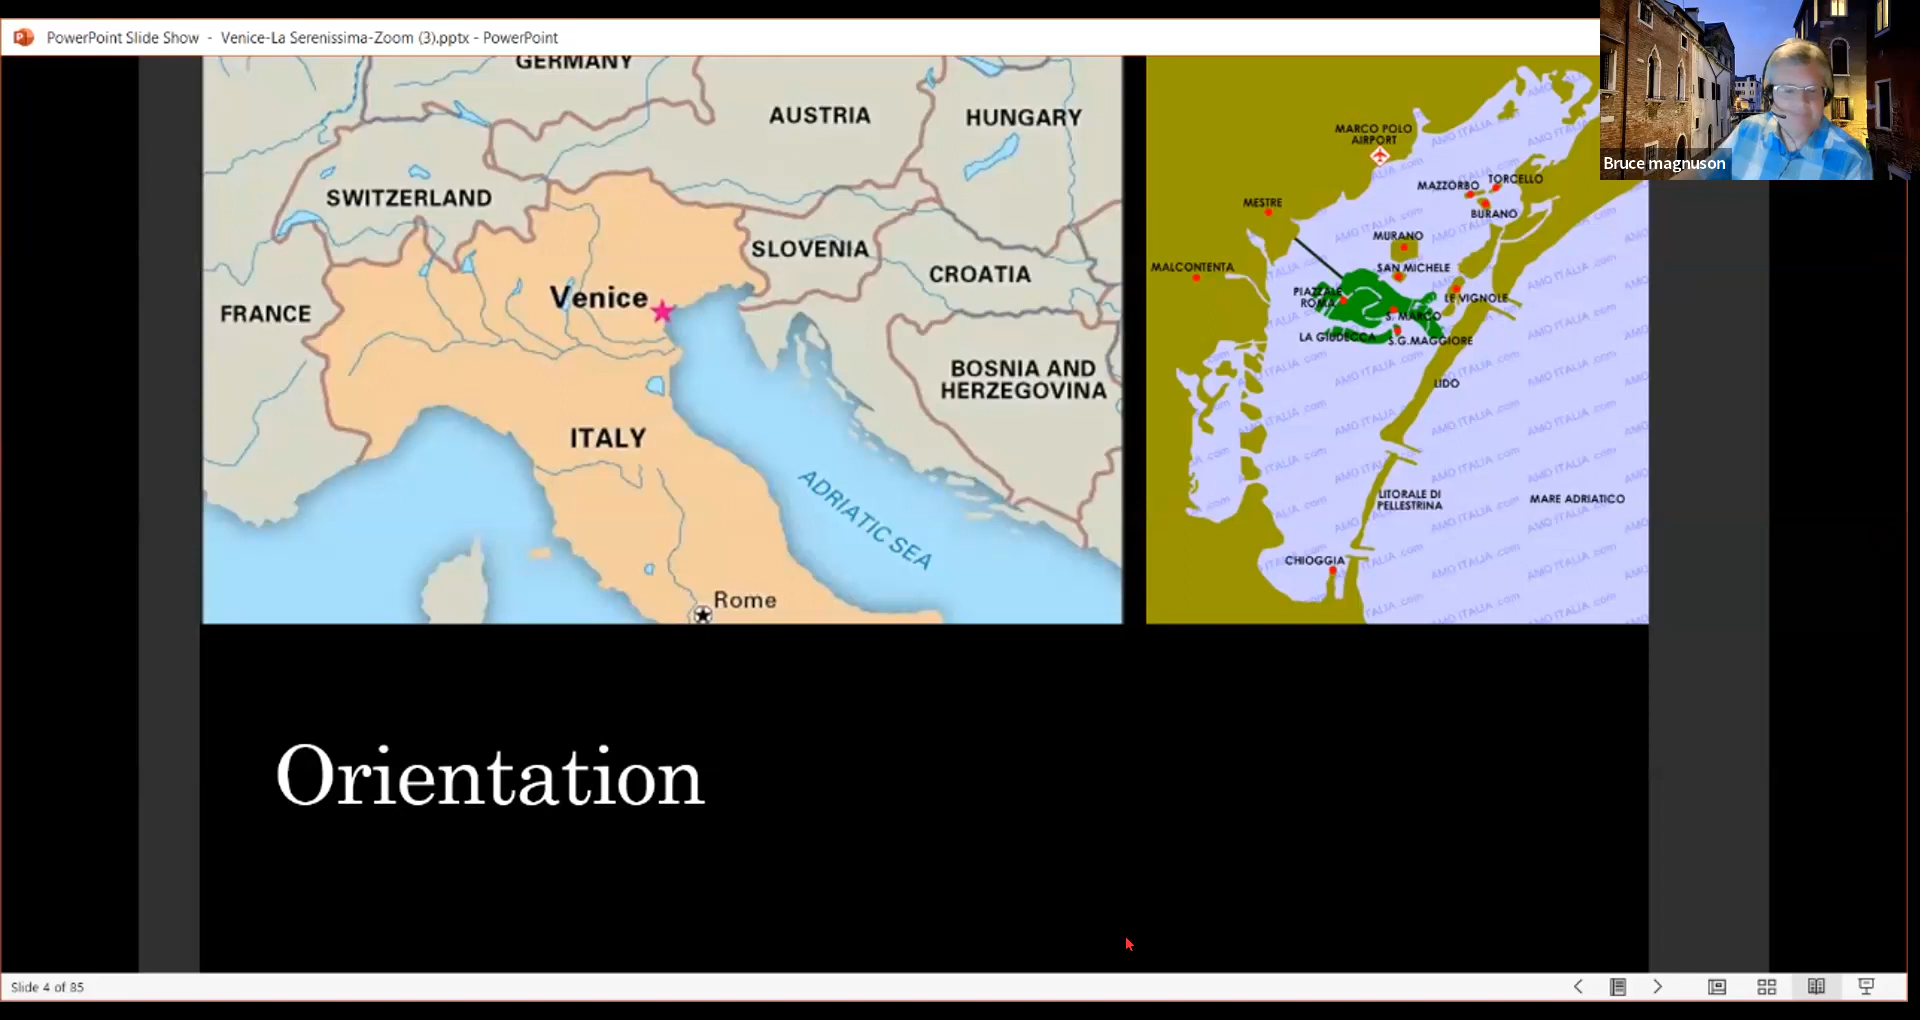 PowerPoint Slide Show - Venice-La Serenissima-Zoom (3).pptx - PowerPoint
Bruce magnuson
GERMANY
AUSTRIA
HUNGARY
SWITZERLAND
SLOVENIA
CROATIA
Venice
FRANCE
BOSNIA AND
HERZEGOVINA
ITALY
ADRIATIC SEA
Rome
MARCO POLO
AIRPORT
MAZZORBO
TORCELLO
MESTRE
BURANO
MURANO
MALCONTENTA
SAN MICHELE
PIAZZALE
ROMA
LE VIGNOLE
S. MARCO
LA GIUDECCA
S.G.MAGGIORE
LIDO
LITORALE DI
PELLESTRINA
MARE ADRIATICO
CHIOGGIA
AMO ITALIA .com
Orientation
Slide 4 of 85